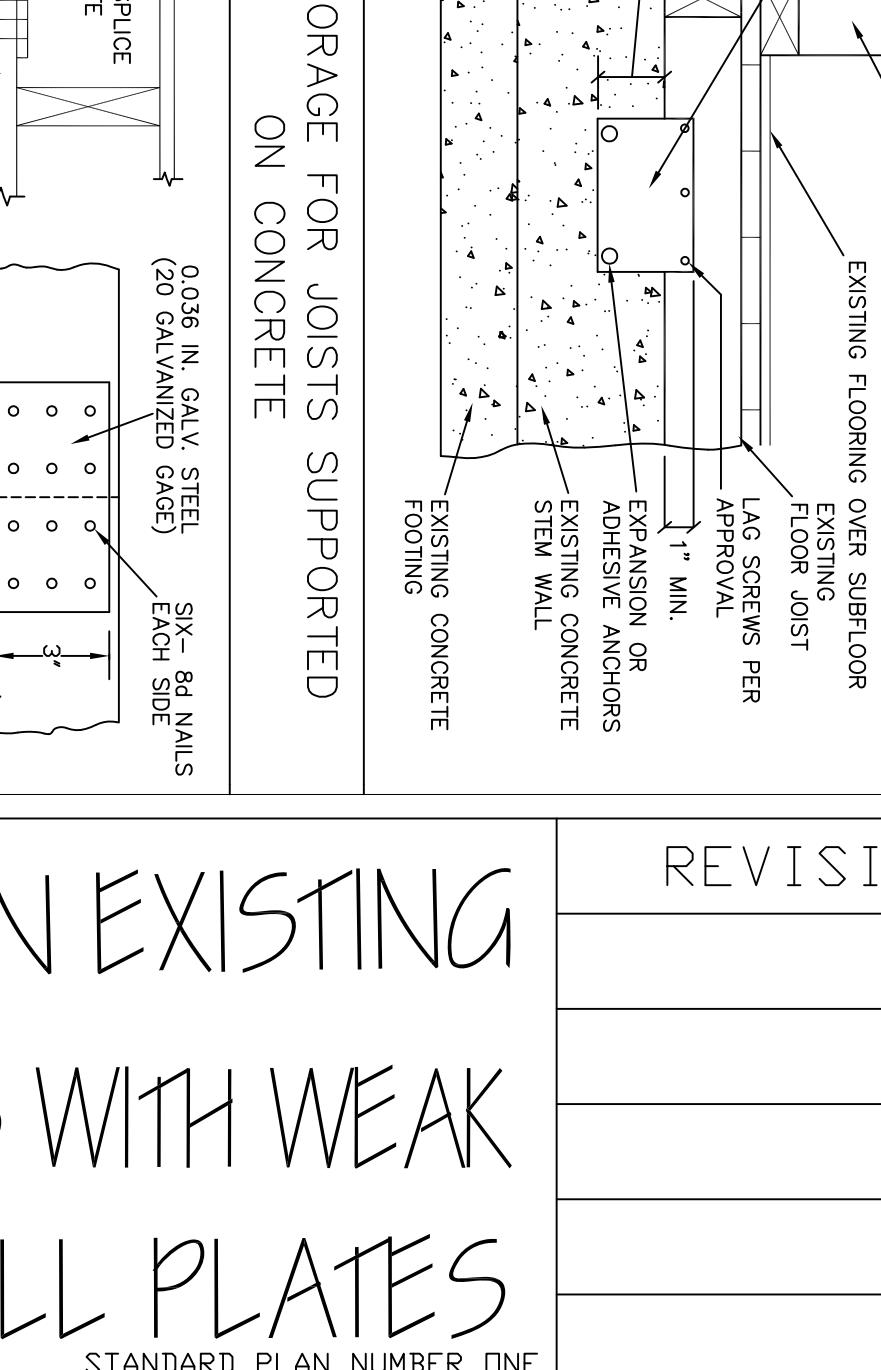 SPLICE
ORAGE FOR JOISTS SUPPORTED
ON CONCRETE
EXISTING FLOORING OVER SUBFLOOR
EXISTING
FLOOR JOIST
LAG SCREWS PER
APPROVAL
1" MIN.
EXPANSION OR
ADHESIVE ANCHORS
EXISTING CONCRETE
STEM WALL
EXISTING CONCRETE
FOOTING
0.036 IN. GALV. STEEL
(20 GALVANIZED GAGE)
SIX- 8d NAILS
EACH SIDE
3"
REVISI
N EXISTING
WITH WEAK
LL PLATES
STANDARD PLAN NUMBER ONE